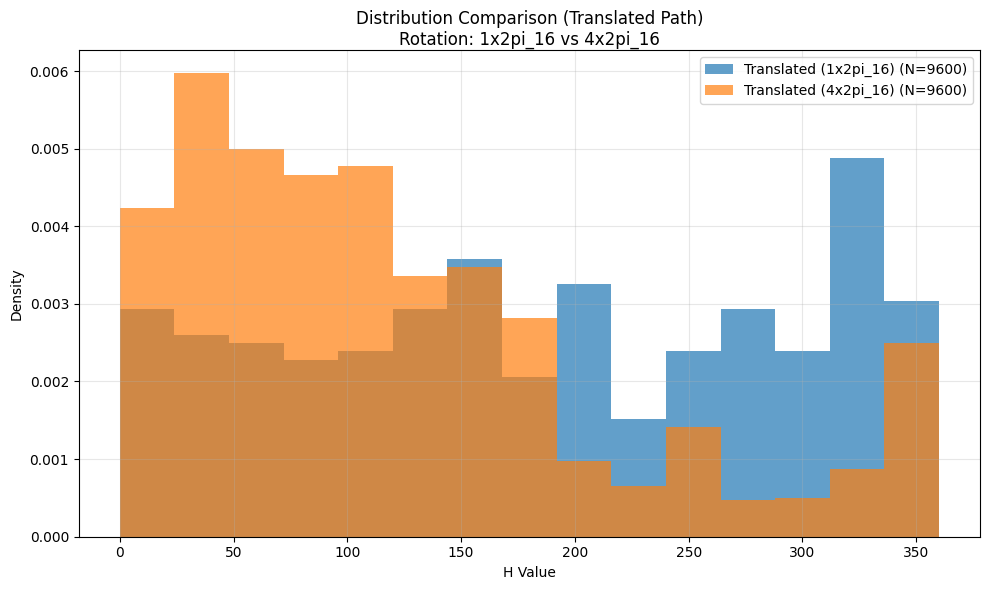 Distribution Comparison (Translated Path)
Rotation: 1x2pi_16 vs 4x2pi_16
Translated (1x2pi_16) (N=9600)
Translated (4x2pi_16) (N=9600)
0.006
0.005
0.004
0.003
0.002
0.001
0.000
Density
0 50 100 150 200 250 300 350
H Value